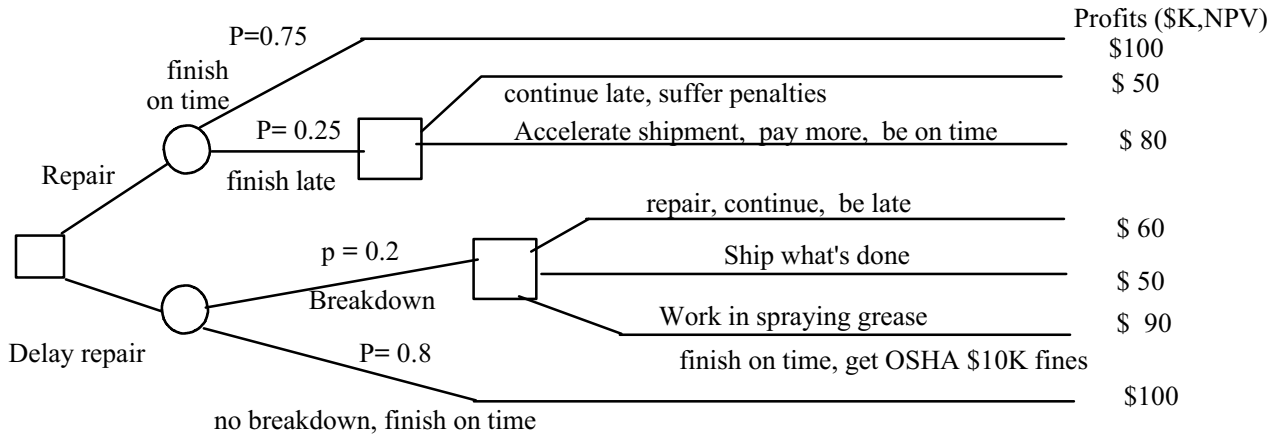 Profits ($K,NPV)
P=0.75
$100
finish
on time
$ 50
continue late, suffer penalties
P= 0.25
Accelerate shipment, pay more, be on time
$ 80
Repair
finish late
repair, continue, be late
$ 60
p = 0.2
Ship what's done
$ 50
Breakdown
Work in spraying grease
$ 90
Delay repair
P= 0.8
finish on time, get OSHA $10K fines
$100
no breakdown, finish on time